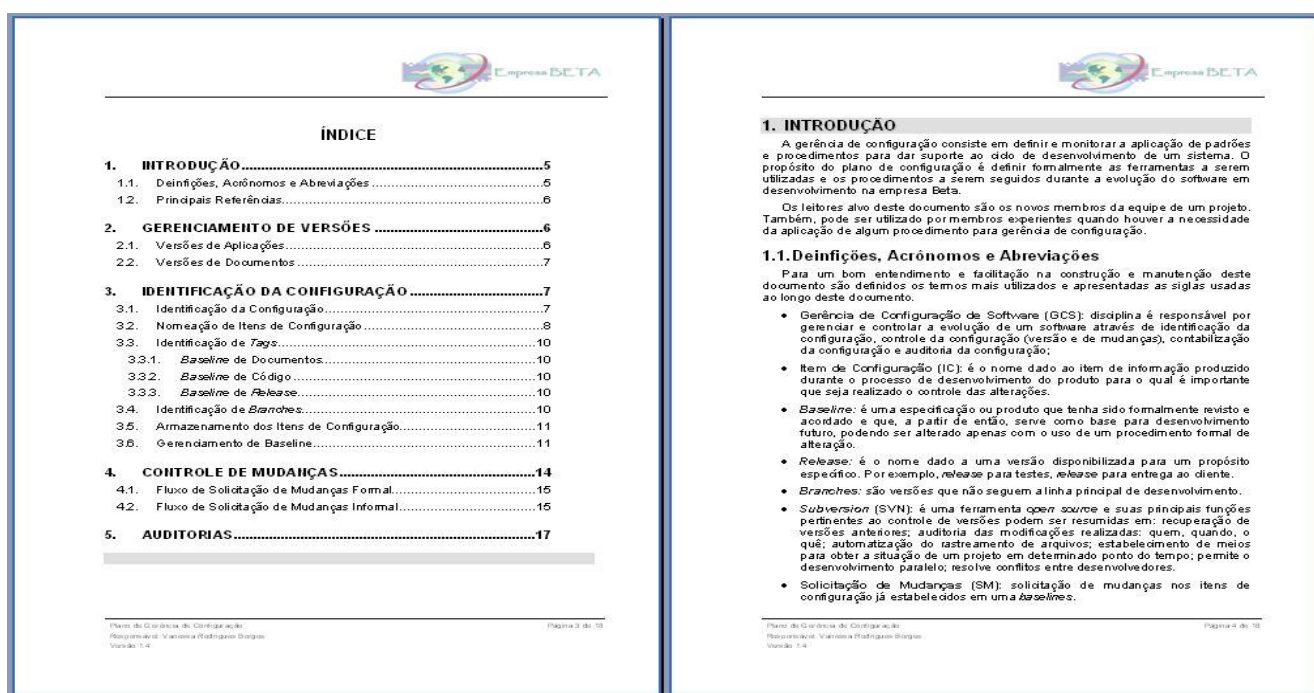 Empresa BETA
ÍNDICE
1. INTRODUÇÃO.....5
1.1. Deinfições, Acrônomos e Abreviações.....5
1.2. Principais Referências.....6
2. GERENCIAMENTO DE VERSÕES.....6
2.1. Versões de Aplicações.....6
2.2. Versões de Documentos.....7
3. IDENTIFICAÇÃO DA CONFIGURAÇÃO.....7
3.1. Identificação da Configuração.....7
3.2. Nomeação de Itens de Configuração.....8
3.3. Identificação de Tags.....10
3.3.1. Baseline de Documentos.....10
3.3.2. Baseline de Código.....10
3.3.3. Baseline de Release.....10
3.4. Identificação de Branches.....10
3.5. Armazenamento dos Itens de Configuração.....11
3.6. Gerenciamento de Baseline.....11
4. CONTROLE DE MUDANÇAS.....14
4.1. Fluxo de Solicitação de Mudanças Formal.....15
4.2. Fluxo de Solicitação de Mudanças Informal.....15
5. AUDITORIAS.....17
Plano de Gerência de Configuração Página 3 de 18
Responsável: Vanessa Rodrigues Borges
Versão 1.4
Empresa BETA
1. INTRODUÇÃO
A gerência de configuração consiste em definir e monitorar a aplicação de padrões
e procedimentos para dar suporte ao ciclo de desenvolvimento de um sistema. O
propósito do plano de configuração é definir formalmente as ferramentas a serem
utilizadas e os procedimentos a serem seguidos durante a evolução do software em
desenvolvimento na empresa Beta.
Os leitores alvo deste documento são os novos membros da equipe de um projeto.
Também, pode ser utilizado por membros experientes quando houver a necessidade
da aplicação de algum procedimento para gerência de configuração.
1.1. Deinfições, Acrônomos e Abreviações
Para um bom entendimento e facilitação na construção e manutenção deste
documento são definidos os termos mais utilizados e apresentadas as siglas usadas
ao longo deste documento.
• Gerência de Configuração de Software (GCS): disciplina é responsável por
gerenciar e controlar a evolução de um software através de identificação da
configuração, controle da configuração (versão e de mudanças), contabilização
da configuração e auditoria da configuração;
• Item de Configuração (IC): é o nome dado ao item de informação produzido
durante o processo de desenvolvimento do produto para o qual é importante
que seja realizado o controle das alterações.
• Baseline: é uma especificação ou produto que tenha sido formalmente revisto e
acordado e que, a partir de então, serve como base para desenvolvimento
futuro, podendo ser alterado apenas com o uso de um procedimento formal de
alteração.
• Release: é o nome dado a uma versão disponibilizada para um propósito
específico. Por exemplo, release para testes, release para entrega ao cliente.
• Branches: são versões que não seguem a linha principal de desenvolvimento.
• Subversion (SVN): é uma ferramenta open source e suas principais funções
pertinentes ao controle de versões podem ser resumidas em: recuperação de
versões anteriores; auditoria das modificações realizadas: quem, quando, o
quê; automatização do rastreamento de arquivos; estabelecimento de meios
para obter a situação de um projeto em determinado ponto do tempo; permite o
desenvolvimento paralelo; resolve conflitos entre desenvolvedores.
• Solicitação de Mudanças (SM): solicitação de mudanças nos itens de
configuração já estabelecidos em uma baselines.
Plano de Gerência de Configuração Página 4 de 18
Responsável: Vanessa Rodrigues Borges
Versão 1.4